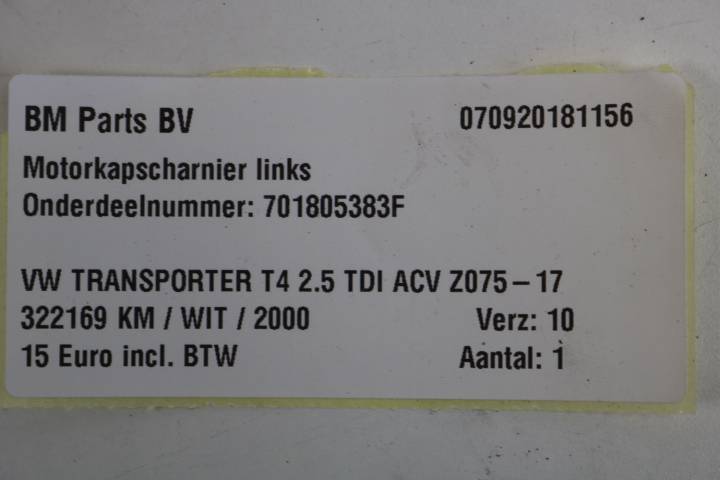 BM Parts BV 070920181156
Motorkapscharnier links
Onderdeelnummer: 701805383F
VW TRANSPORTER T4 2.5 TDI ACV Z075-17
322169 KM / WIT / 2000 Verz: 10
15 Euro incl. BTW Aantal: 1